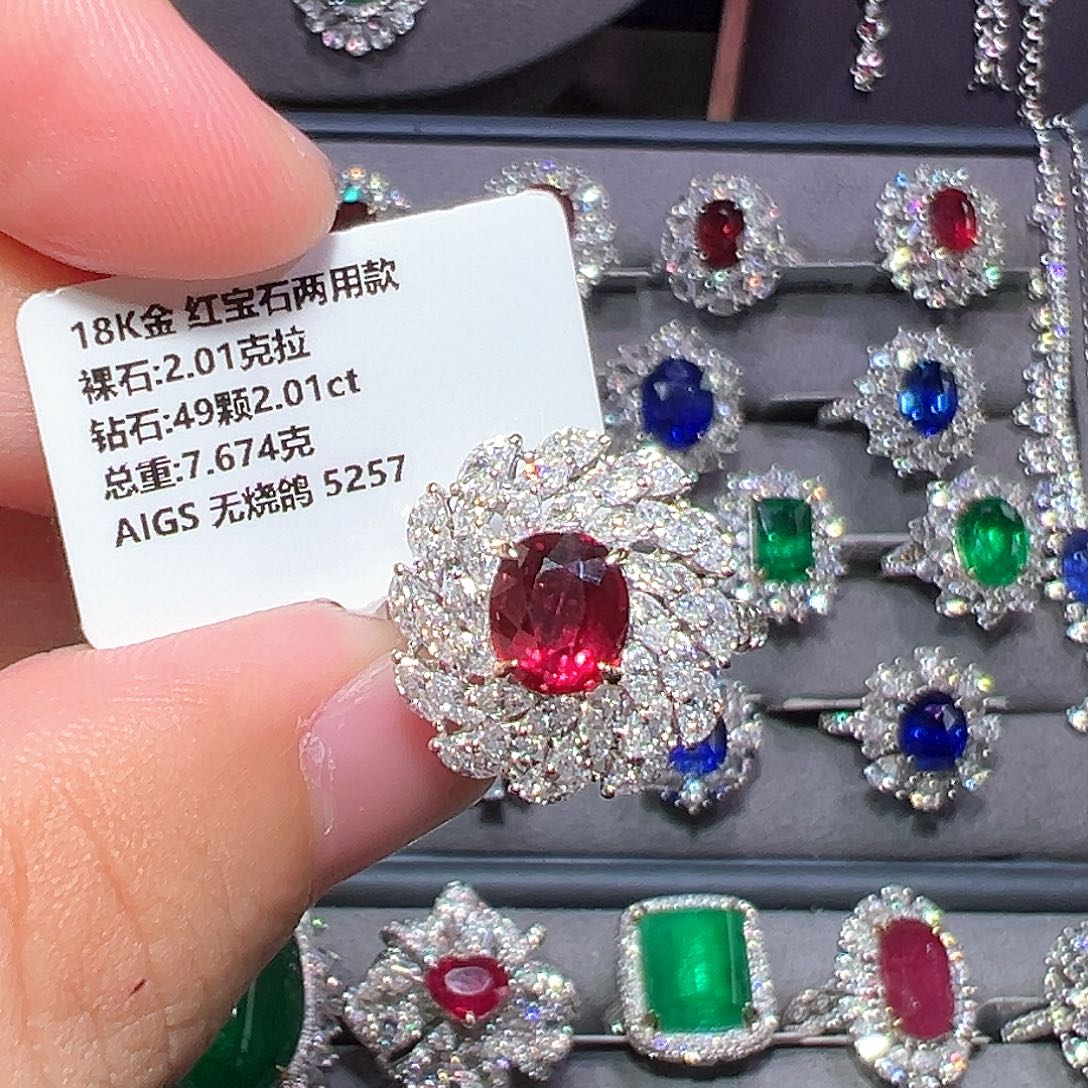 18K金 红宝石两用款
裸石:2.01克拉
钻石:49颗2.01ct
总重:7.674克
AIGS 无烧鸽 5257